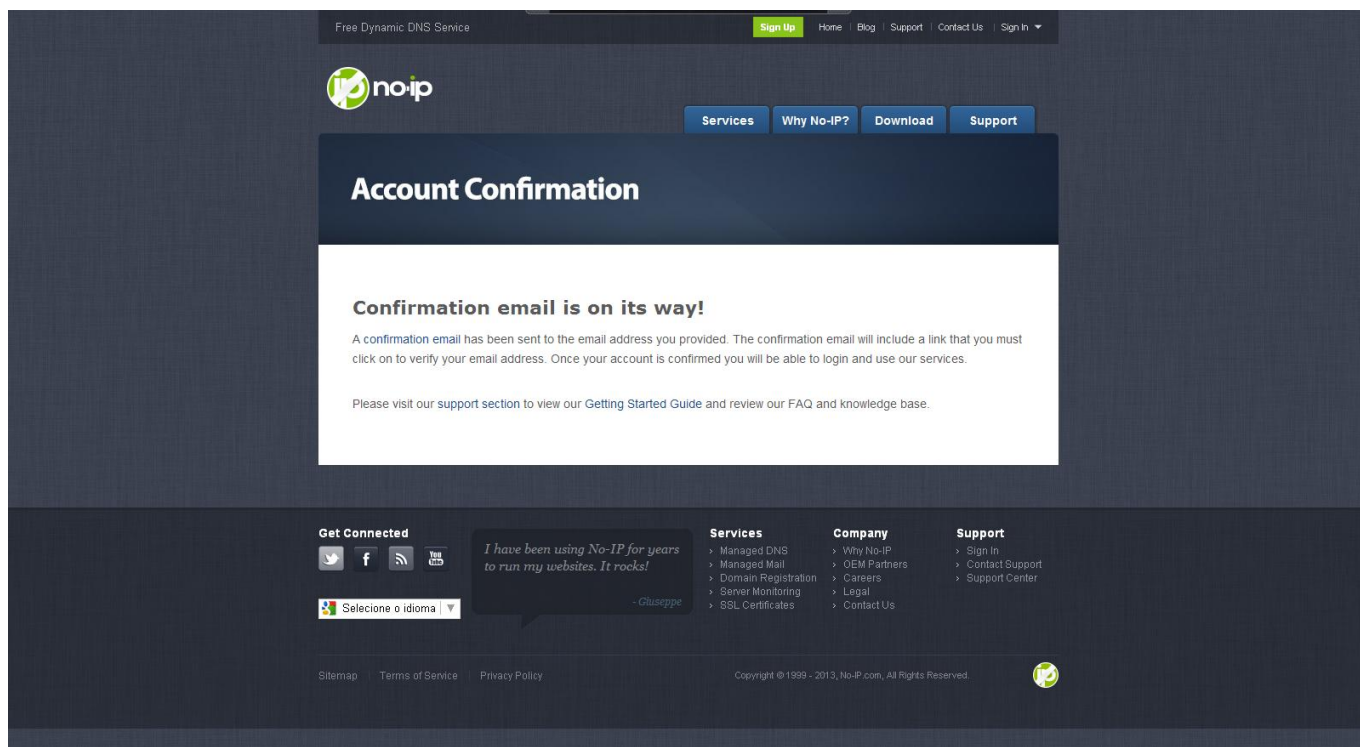 Free Dynamic DNS Service
Sign Up Home Blog Support Contact Us Sign In
no·ip
Services Why No-IP? Download Support
Account Confirmation
Confirmation email is on its way!
A confirmation email has been sent to the email address you provided. The confirmation email will include a link that you must
click on to verify your email address. Once your account is confirmed you will be able to login and use our services.
Please visit our support section to view our Getting Started Guide and review our FAQ and knowledge base.
Get Connected
You Tube
Selecione o idioma
I have been using No-IP for years
to run my websites. It rocks!
- Giuseppe
Services
› Managed DNS
› Managed Mail
› Domain Registration
› Server Monitoring
› SSL Certificates
Company
› Why No-IP
› OEM Partners
› Careers
› Legal
› Contact Us
Support
› Sign In
› Contact Support
› Support Center
Sitemap Terms of Service Privacy Policy
Copyright © 1999 - 2013, No-IP.com, All Rights Reserved.